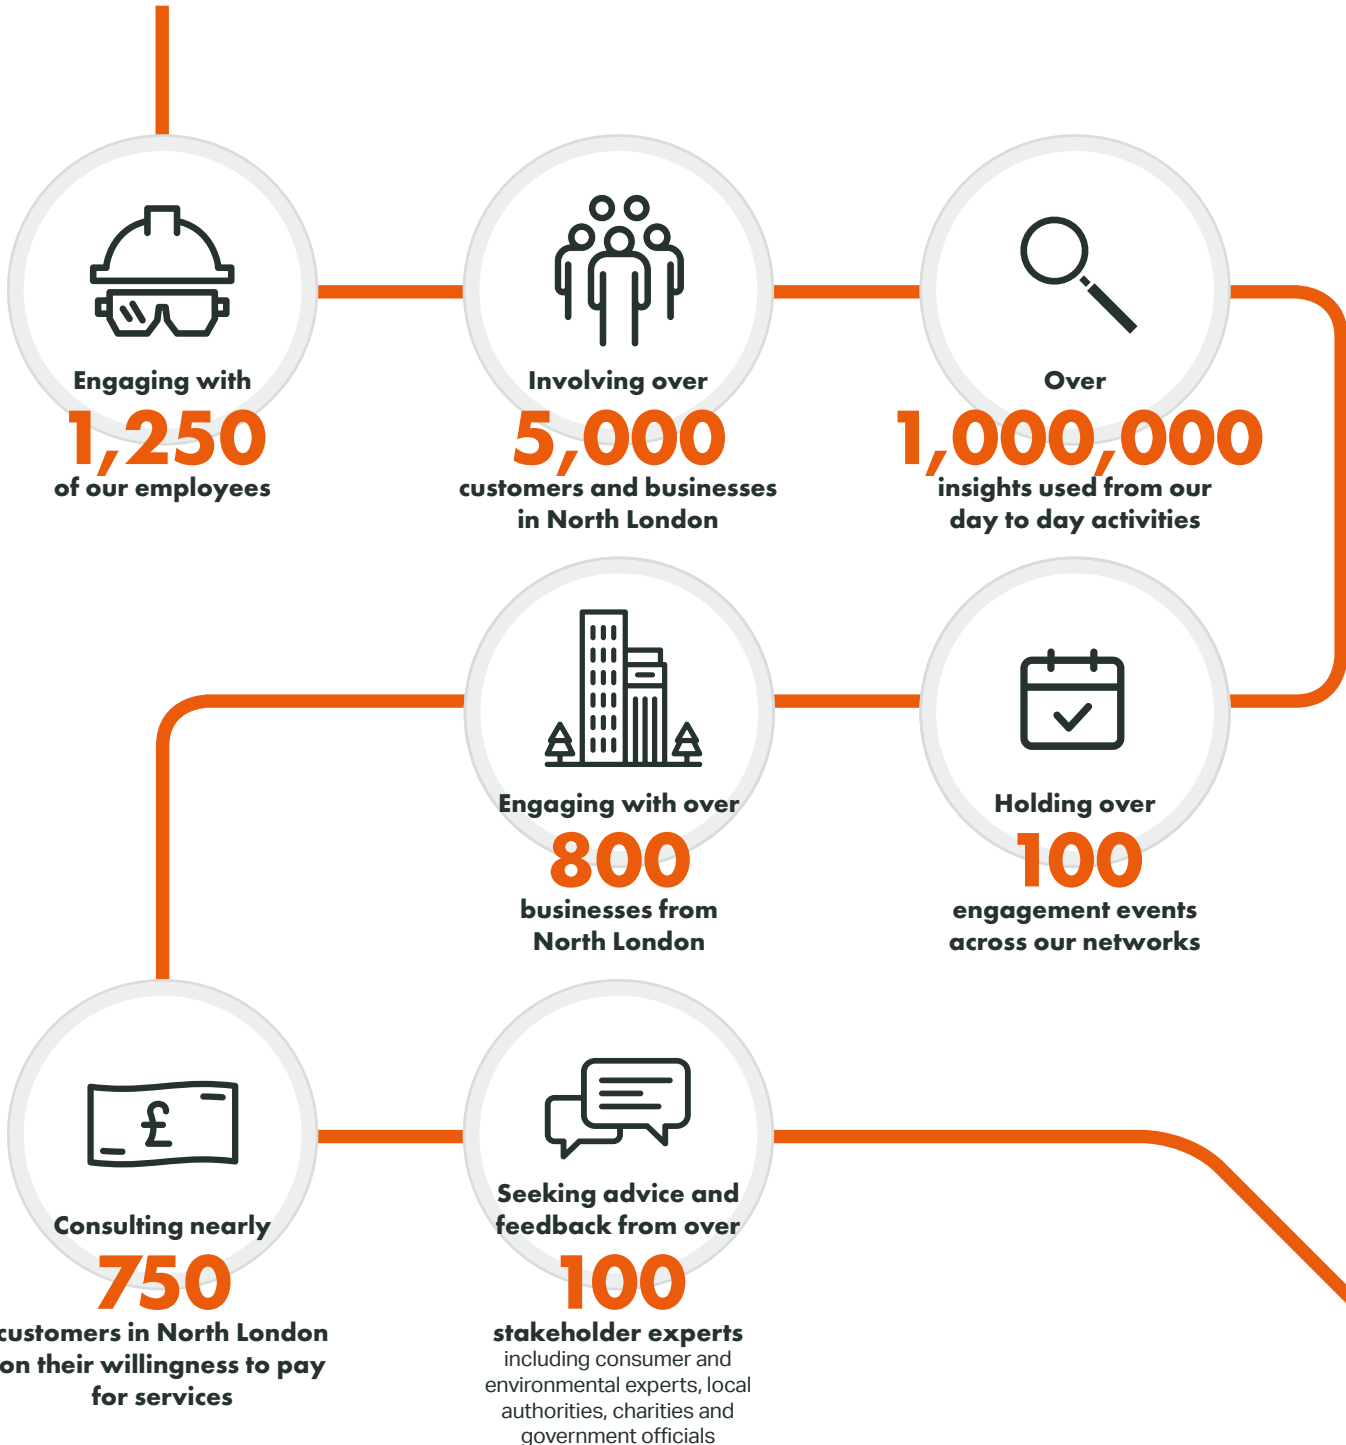 Engaging with
1,250
of our employees
Involving over
5,000
customers and businesses
in North London
Over
1,000,000
insights used from our
day to day activities
Holding over
100
engagement events
across our networks
Engaging with over
800
businesses from
North London
£
Consulting nearly
750
customers in North London
on their willingness to pay
for services
Seeking advice and
feedback from over
100
stakeholder experts
including consumer and
environmental experts, local
authorities, charities and
government officials